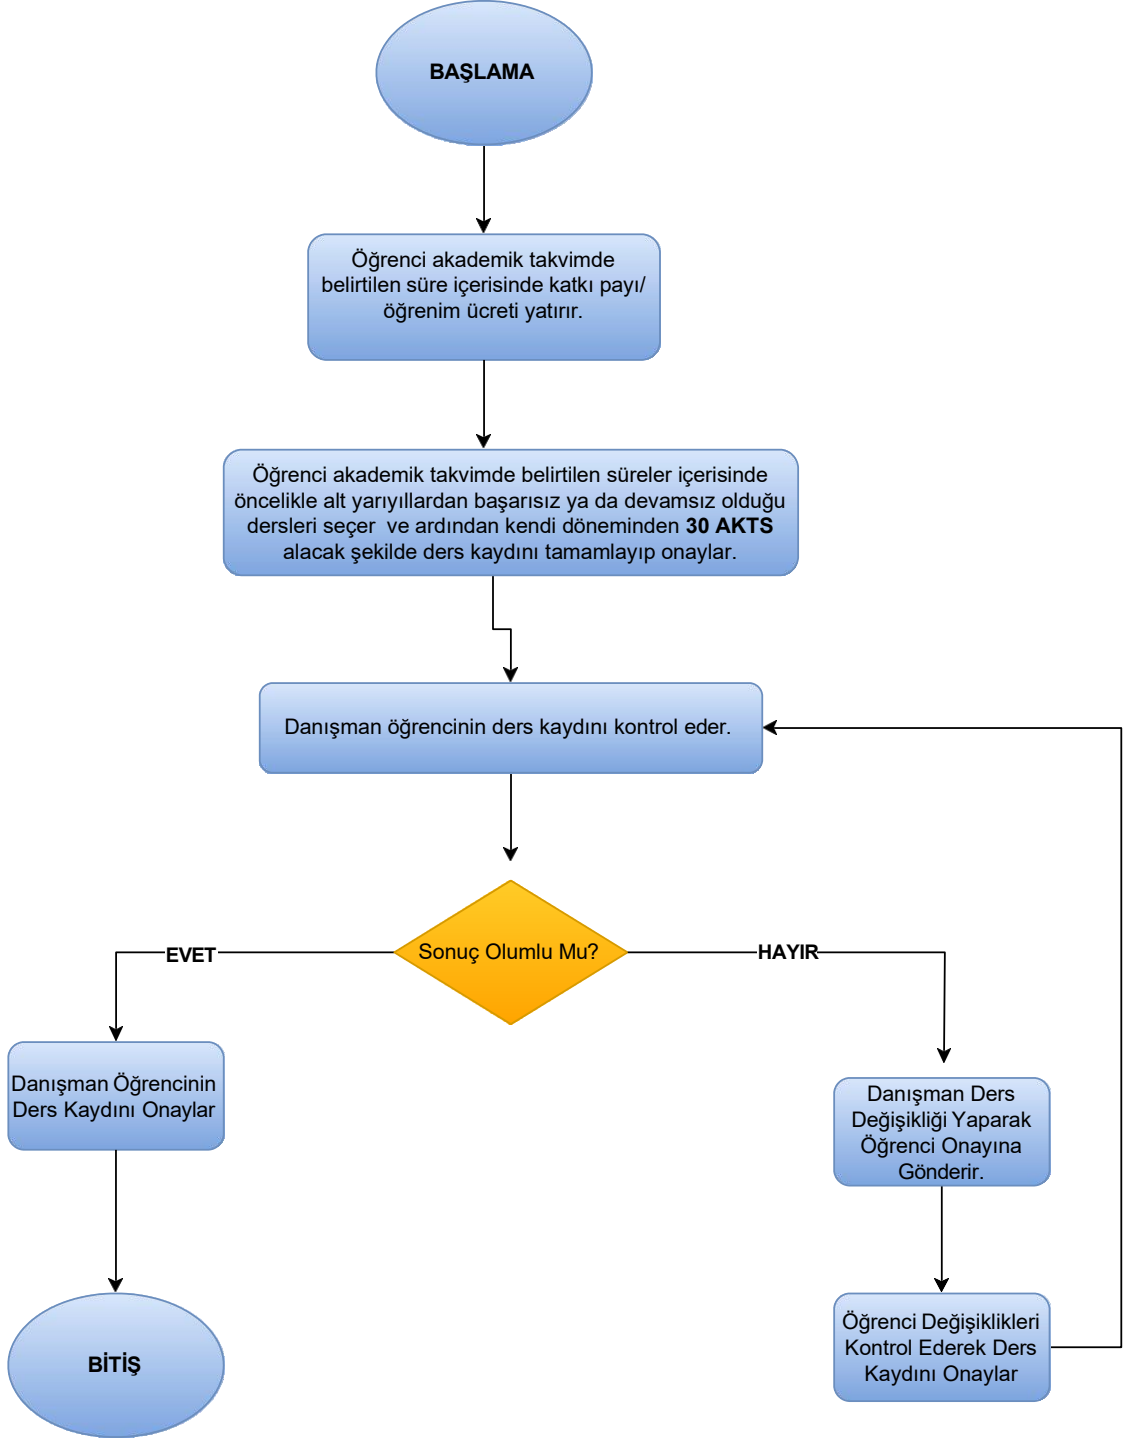 BAŞLAMA
Öğrenci akademik takvimde
belirtilen süre içerisinde katkı payı/
öğrenim ücreti yatırır.
Öğrenci akademik takvimde belirtilen süreler içerisinde
öncelikle alt yarıyıllardan başarısız ya da devamsız olduğu
dersleri seçer ve ardından kendi döneminden 30 AKTS
alacak şekilde ders kaydını tamamlayıp onaylar.
Danışman öğrencinin ders kaydını kontrol eder.
Sonuç Olumlu Mu?
EVET
HAYIR
Danışman Öğrencinin
Ders Kaydını Onaylar
Danışman Ders
Değişikliği Yaparak
Öğrenci Onayına
Gönderir.
Öğrenci Değişiklikleri
Kontrol Ederek Ders
Kaydını Onaylar
BİTİŞ